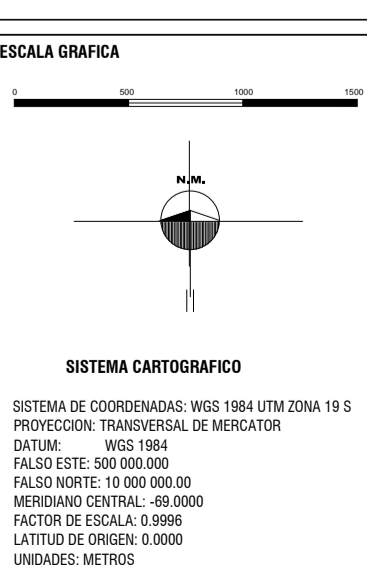 ESCALA GRAFICA
0 500 1000 1500
N.M.
SISTEMA CARTOGRAFICO
SISTEMA DE COORDENADAS: WGS 1984 UTM ZONA 19 S
PROYECCION: TRANSVERSAL DE MERCATOR
DATUM: WGS 1984
FALSO ESTE: 500 000.000
FALSO NORTE: 10 000 000.00
MERIDIANO CENTRAL: -69.0000
FACTOR DE ESCALA: 0.9996
LATITUD DE ORIGEN: 0.0000
UNIDADES: METROS